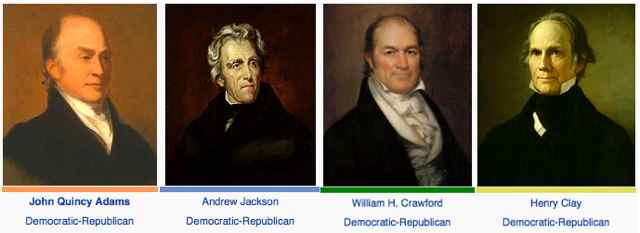 John Quincy Adams
Democratic-Republican
Andrew Jackson
Democratic-Republican
William H. Crawford
Democratic-Republican
Henry Clay
Democratic-Republican